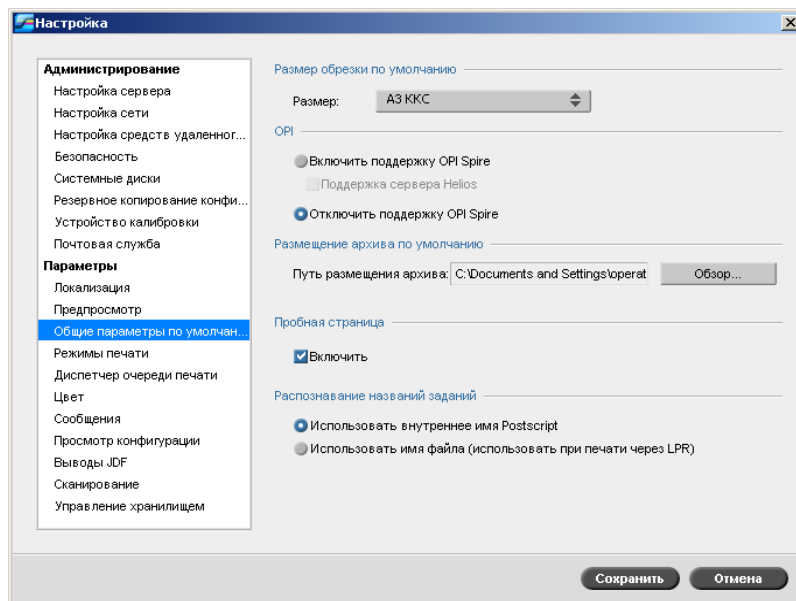 Настройка
Администрирование
Настройка сервера
Настройка сети
Настройка средств удаленног...
Безопасность
Системные диски
Резервное копирование конфи...
Устройство калибровки
Почтовая служба
Параметры
Локализация
Предпросмотр
Общие параметры по умолчан...
Режимы печати
Диспетчер очереди печати
Цвет
Сообщения
Просмотр конфигурации
Выводы JDF
Сканирование
Управление хранилищем
Размер обрезки по умолчанию
Размер: A3 ККС
OPI
Включить поддержку OPI Spire
Поддержка сервера Helios
Отключить поддержку OPI Spire
Размещение архива по умолчанию
Путь размещения архива: C:\Documents and Settings\operat Обзор...
Пробная страница
Включить
Распознавание названий заданий
Использовать внутреннее имя Postscript
Использовать имя файла (использовать при печати через LPR)
Сохранить Отмена